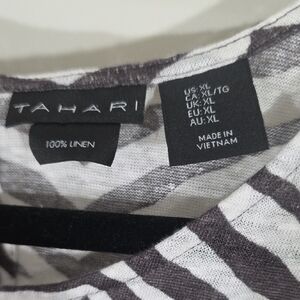 TAHARI
100% LINEN
US: XL
CA: XL/TG
UK: XL
EU: XL
AU: XL
MADE IN
VIETNAM